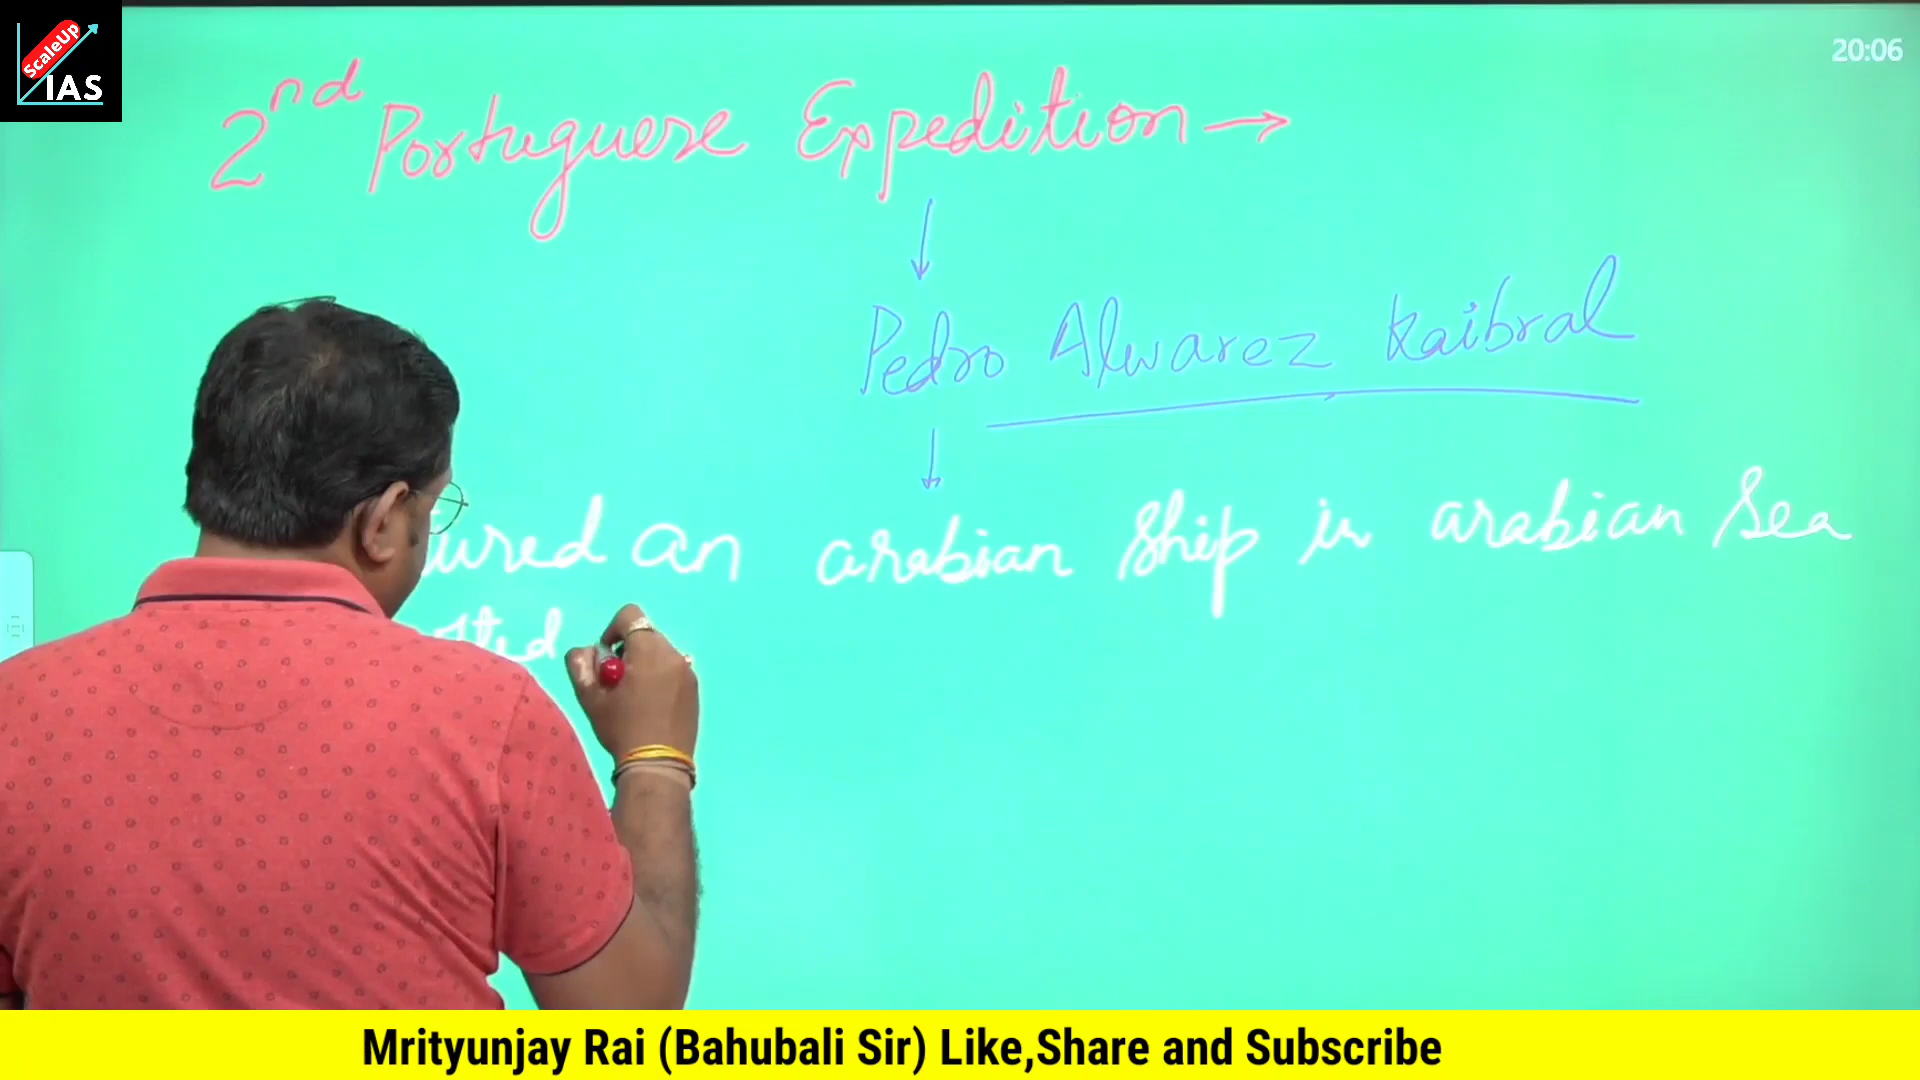 ScaleUp
IAS
20:06
2nd Portuguese Expedition →
↓
Pedro Alwarez Kaibral
↓
an arabian ship in arabian Sea
Mrityunjay Rai (Bahubali Sir) Like,Share and Subscribe